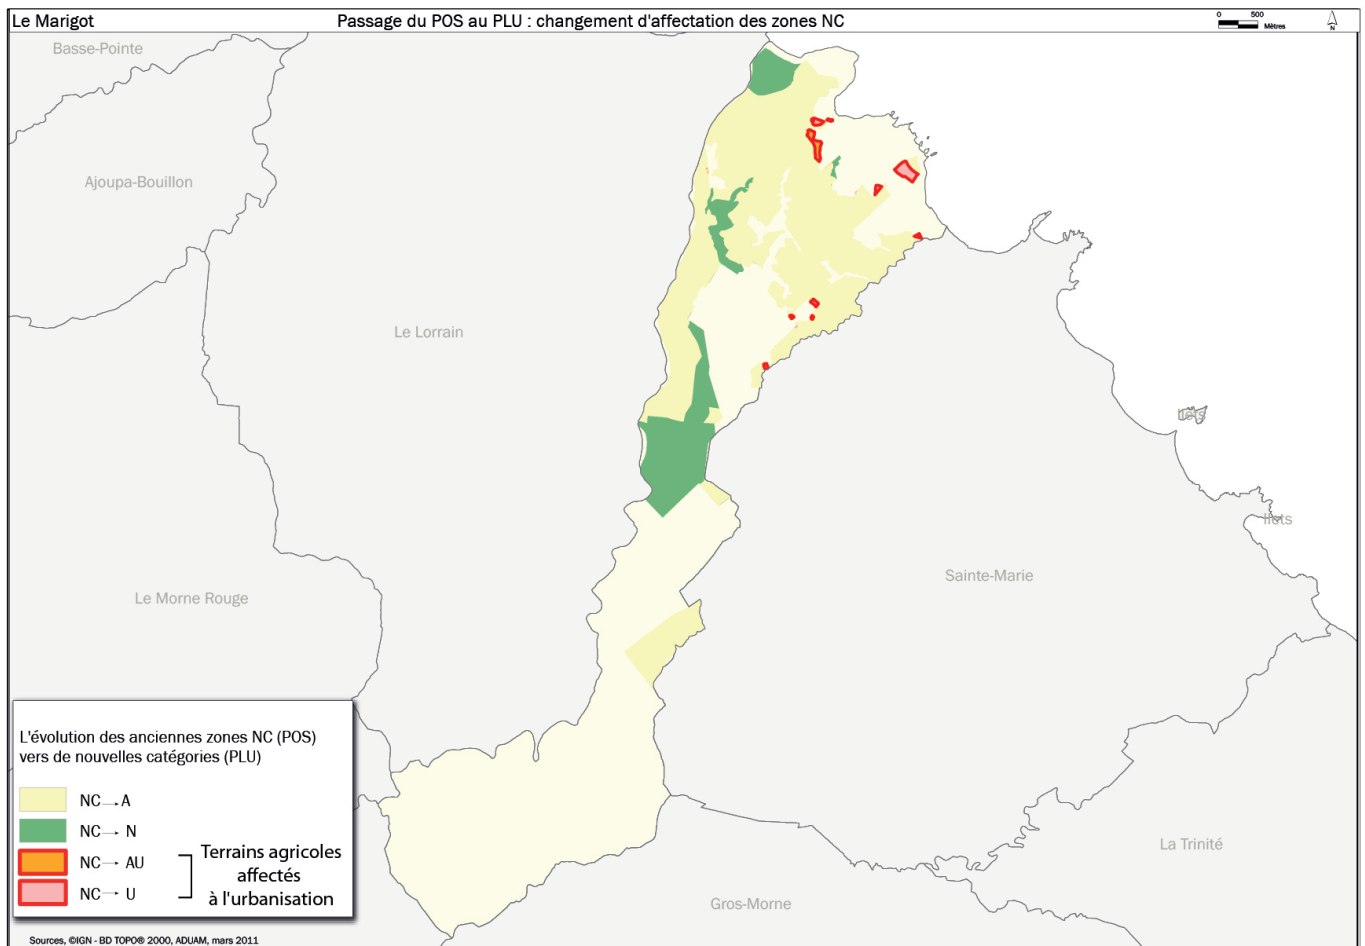 Le Marigot
Passage du POS au PLU : changement d'affectation des zones NC
0 500
Mètres
N
Basse-Pointe
Ajoupa-Bouillon
Le Lorrain
Ilets
Ilets
Sainte-Marie
Le Morne Rouge
La Trinité
Gros-Morne
L'évolution des anciennes zones NC (POS)
vers de nouvelles catégories (PLU)
NC → A
NC → N
NC → AU
NC → U
Terrains agricoles
affectés
à l'urbanisation
Sources, ©IGN - BD TOPO® 2000, ADUAM, mars 2011